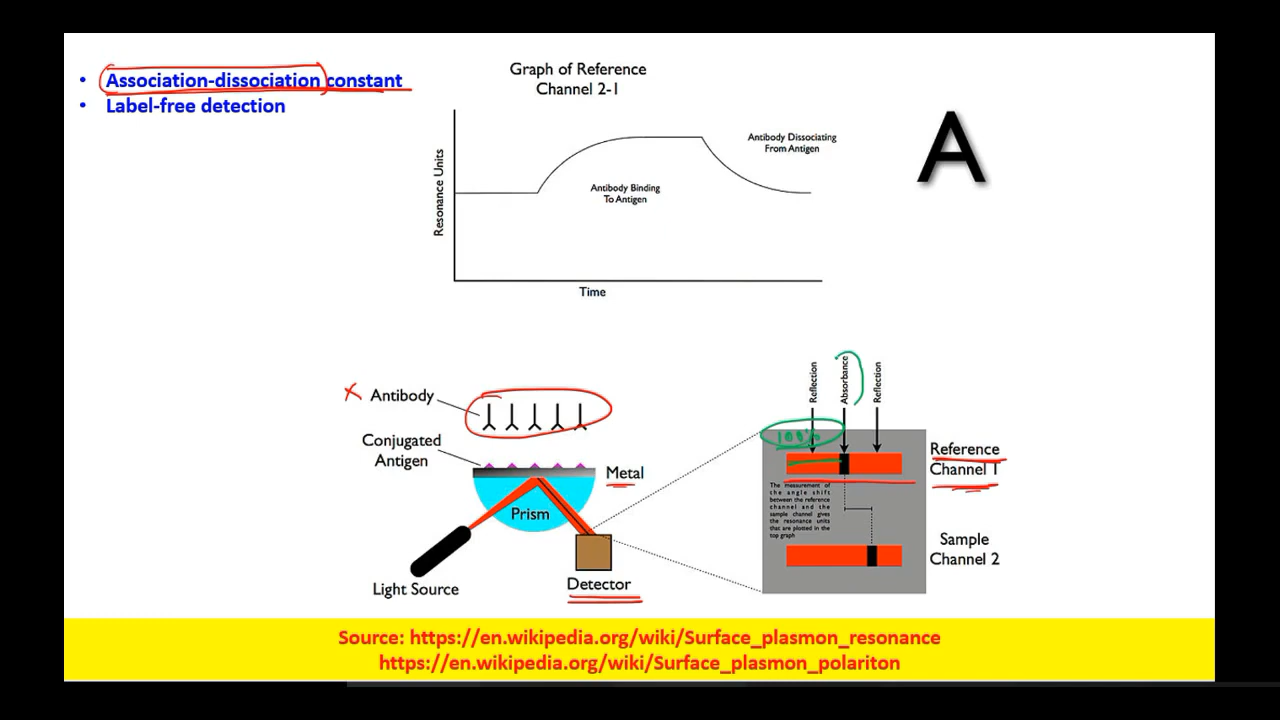 • Association-dissociation constant
• Label-free detection
Graph of Reference
Channel 2-1
Resonance Units
Antibody Binding
To Antigen
Antibody Dissociating
From Antigen
Time
A
Antibody
Conjugated
Antigen
Metal
Prism
Light Source
Detector
Reflection
Absorbance
Reflection
100%
Reference
Channel 1
The measurement of
the angle shift
between the reference
channel and the
sample channel gives
the resonance units
that are plotted in the
top graph
Sample
Channel 2
Source: https://en.wikipedia.org/wiki/Surface_plasmon_resonance
https://en.wikipedia.org/wiki/Surface_plasmon_polariton